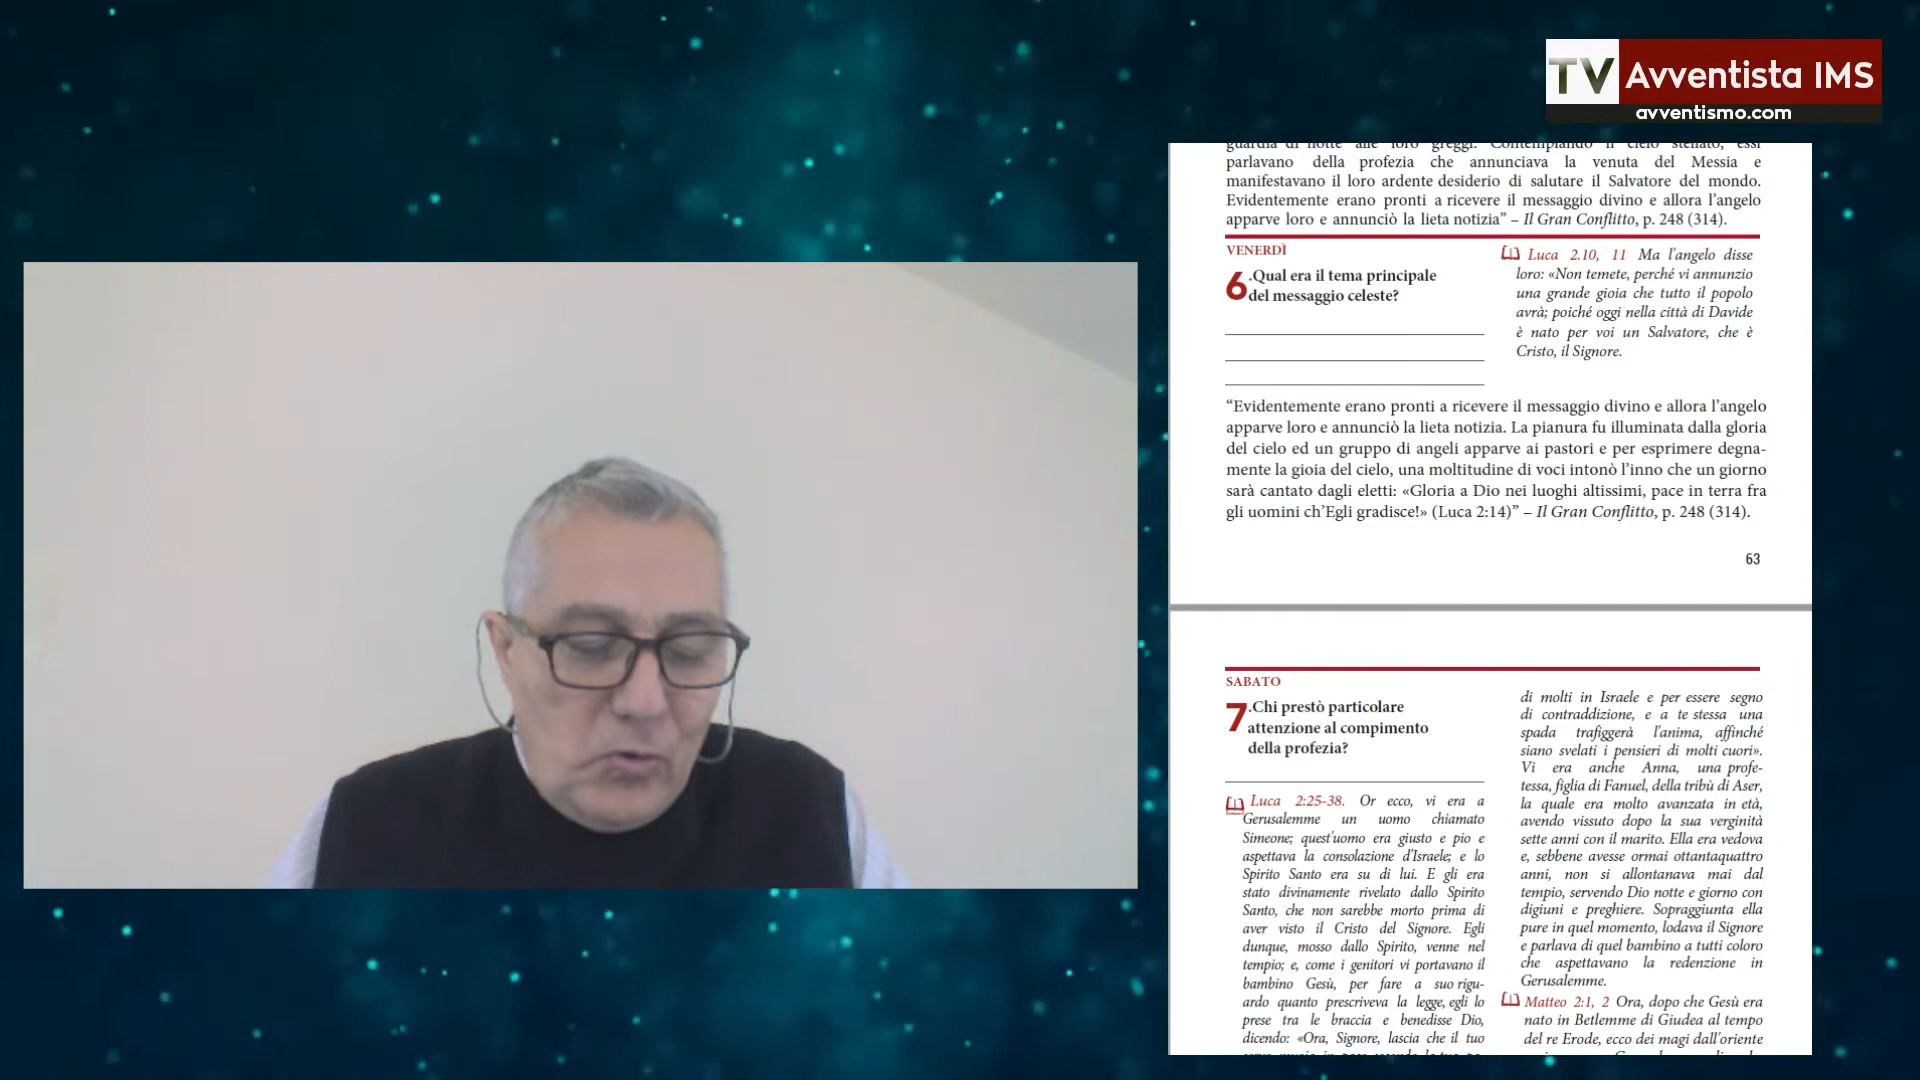 TV Avventista IMS
avventismo.com
guardia di notte alle loro greggi. Contemplando il cielo stellato, essi
parlavano della profezia che annunciava la venuta del Messia e
manifestavano il loro ardente desiderio di salutare il Salvatore del mondo.
Evidentemente erano pronti a ricevere il messaggio divino e allora l’angelo
apparve loro e annunciò la lieta notizia” – Il Gran Conflitto, p. 248 (314).
VENERDÌ
6.Qual era il tema principale
del messaggio celeste?
Luca 2.10, 11 Ma l'angelo disse
loro: «Non temete, perché vi annunzio
una grande gioia che tutto il popolo
avrà; poiché oggi nella città di Davide
è nato per voi un Salvatore, che è
Cristo, il Signore.
“Evidentemente erano pronti a ricevere il messaggio divino e allora l’angelo
apparve loro e annunciò la lieta notizia. La pianura fu illuminata dalla gloria
del cielo ed un gruppo di angeli apparve ai pastori e per esprimere degna-
mente la gioia del cielo, una moltitudine di voci intonò l’inno che un giorno
sarà cantato dagli eletti: «Gloria a Dio nei luoghi altissimi, pace in terra fra
gli uomini ch’Egli gradisce!» (Luca 2:14)” – Il Gran Conflitto, p. 248 (314).
63
SABATO
7.Chi prestò particolare
attenzione al compimento
della profezia?
Luca 2:25-38. Or ecco, vi era a
Gerusalemme un uomo chiamato
Simeone; quest'uomo era giusto e pio e
aspettava la consolazione d'Israele; e lo
Spirito Santo era su di lui. E gli era
stato divinamente rivelato dallo Spirito
Santo, che non sarebbe morto prima di
aver visto il Cristo del Signore. Egli
dunque, mosso dallo Spirito, venne nel
tempio; e, come i genitori vi portavano il
bambino Gesù, per fare a suo rigu-
ardo quanto prescriveva la legge, egli lo
prese tra le braccia e benedisse Dio,
dicendo: «Ora, Signore, lascia che il tuo
di molti in Israele e per essere segno
di contraddizione, e a te stessa una
spada trafiggerà l'anima, affinché
siano svelati i pensieri di molti cuori».
Vi era anche Anna, una profe-
tessa, figlia di Fanuel, della tribù di Aser,
la quale era molto avanzata in età,
avendo vissuto dopo la sua verginità
sette anni con il marito. Ella era vedova
e, sebbene avesse ormai ottantaquattro
anni, non si allontanava mai dal
tempio, servendo Dio notte e giorno con
digiuni e preghiere. Sopraggiunta ella
pure in quel momento, lodava il Signore
e parlava di quel bambino a tutti coloro
che aspettavano la redenzione in
Gerusalemme.
Matteo 2:1, 2 Ora, dopo che Gesù era
nato in Betlemme di Giudea al tempo
del re Erode, ecco dei magi dall'oriente